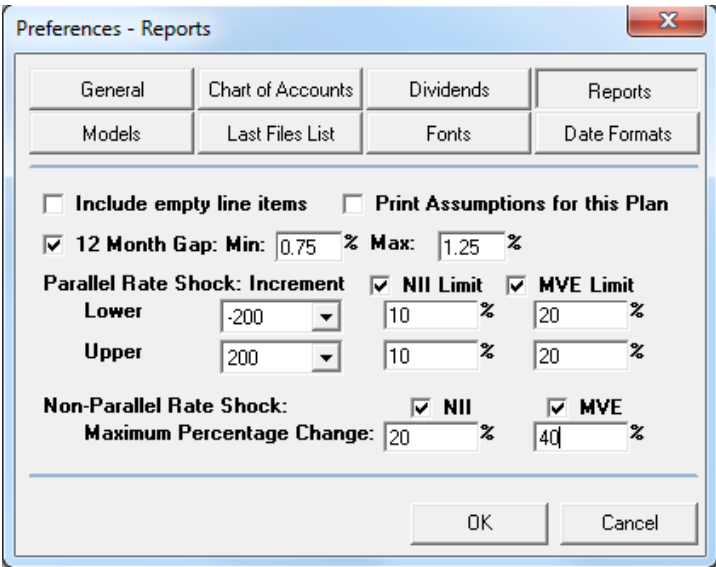 Preferences - Reports
General Chart of Accounts Dividends Reports
Models Last Files List Fonts Date Formats
Include empty line items Print Assumptions for this Plan
12 Month Gap: Min: 0.75 % Max: 1.25 %
Parallel Rate Shock: Increment NII Limit MVE Limit
Lower -200 10 % 20 %
Upper 200 10 % 20 %
Non-Parallel Rate Shock: NII MVE
Maximum Percentage Change: 20 % 40 %
OK Cancel